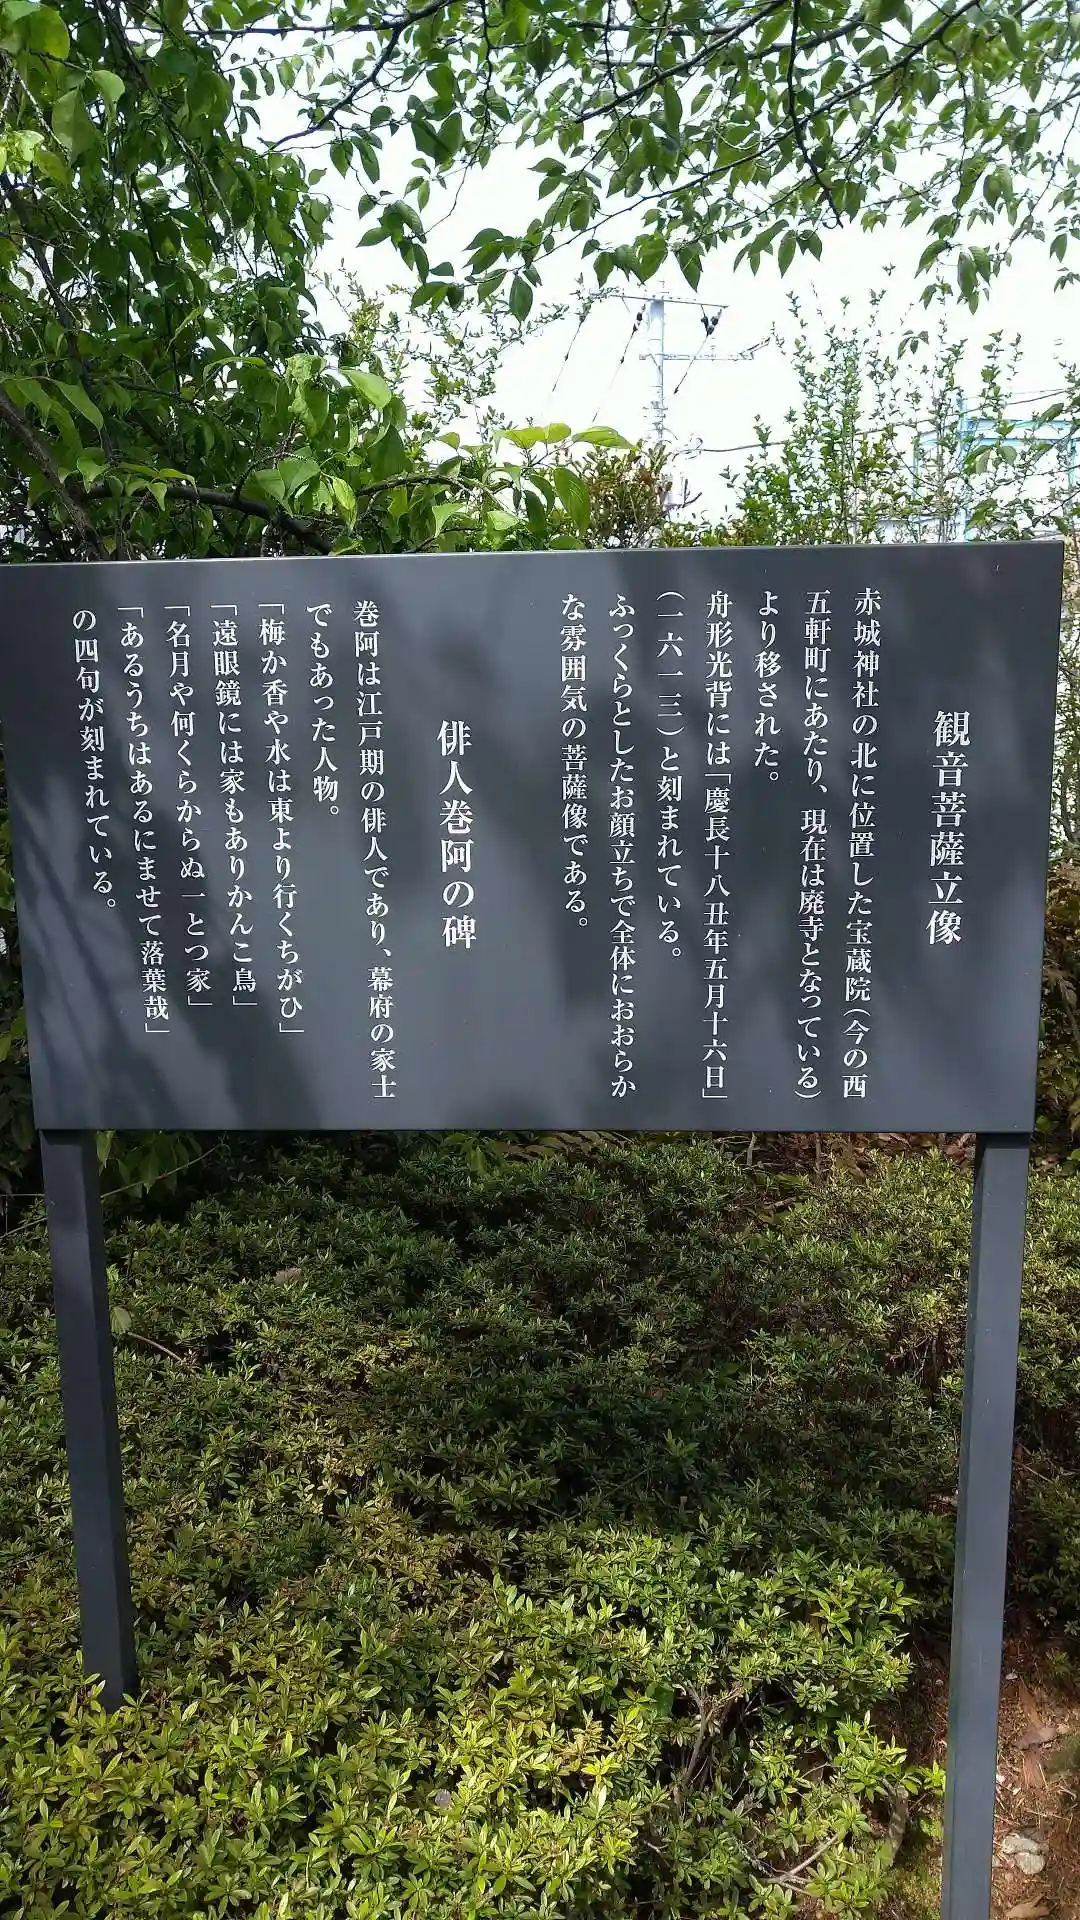 観音菩薩立像
赤城神社の北に位置した宝蔵院(今の西
五軒町にあたり、現在は廃寺となっている)
より移された。
舟形光背には「慶長十八丑年五月十六日」
(一六一三)と刻まれている。
ふっくらとしたお顔立ちで全体におおらか
な雰囲気の菩薩像である。
俳人巻阿の碑
巻阿は江戸期の俳人であり、幕府の家士
でもあった人物。
「梅か香や水は東より行くちがひ」
「遠眼鏡には家もありかんこ鳥」
「名月や何くらからぬ一とつ家」
「あるうちはあるにませて落葉哉」
の四句が刻まれている。